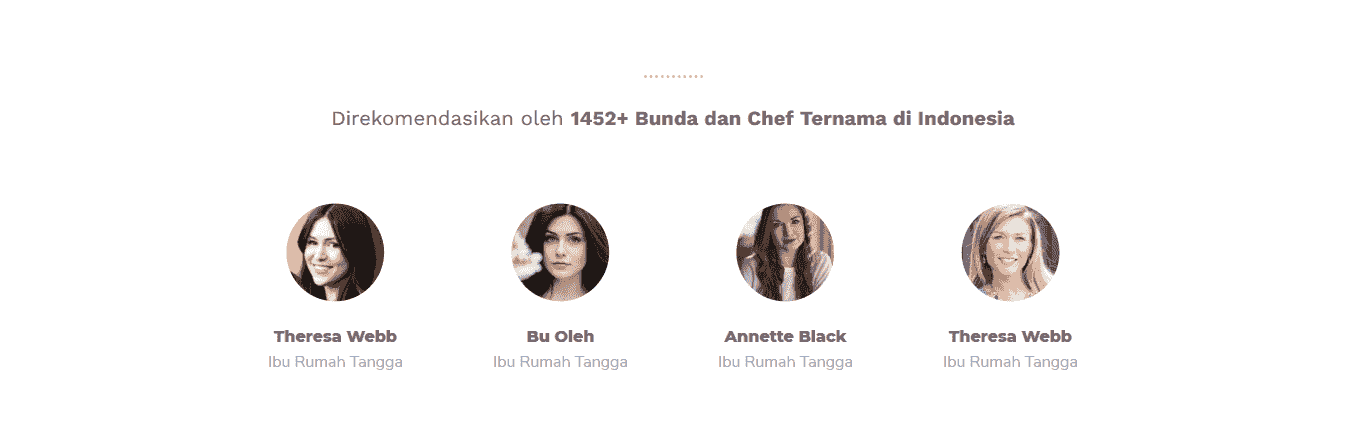 Direkomendasikan oleh 1452+ Bunda dan Chef Ternama di Indonesia
Theresa Webb
Ibu Rumah Tangga
Bu Oleh
Ibu Rumah Tangga
Annette Black
Ibu Rumah Tangga
Theresa Webb
Ibu Rumah Tangga